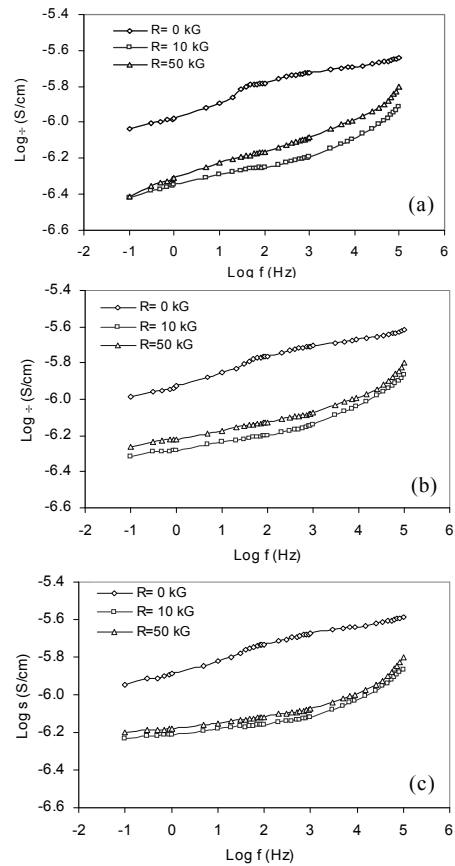 -5.4
R= 0 kG
R= 10 kG
R=50 kG
-5.6
-5.8
-6.0
-6.2
-6.4
-6.6
Log÷ (S/cm)
(a)
-2 -1 0 1 2 3 4 5 6
Log f (Hz)
-5.4
R= 0 kG
R= 10 kG
R=50 kG
-5.6
-5.8
-6.0
-6.2
-6.4
-6.6
Log ÷ (S/cm)
(b)
-2 -1 0 1 2 3 4 5 6
Log f (Hz)
-5.4
R= 0 kG
R= 10 kG
R=50 kG
-5.6
-5.8
-6.0
-6.2
-6.4
-6.6
Log s (S/cm)
(c)
-2 -1 0 1 2 3 4 5 6
Log f (Hz)